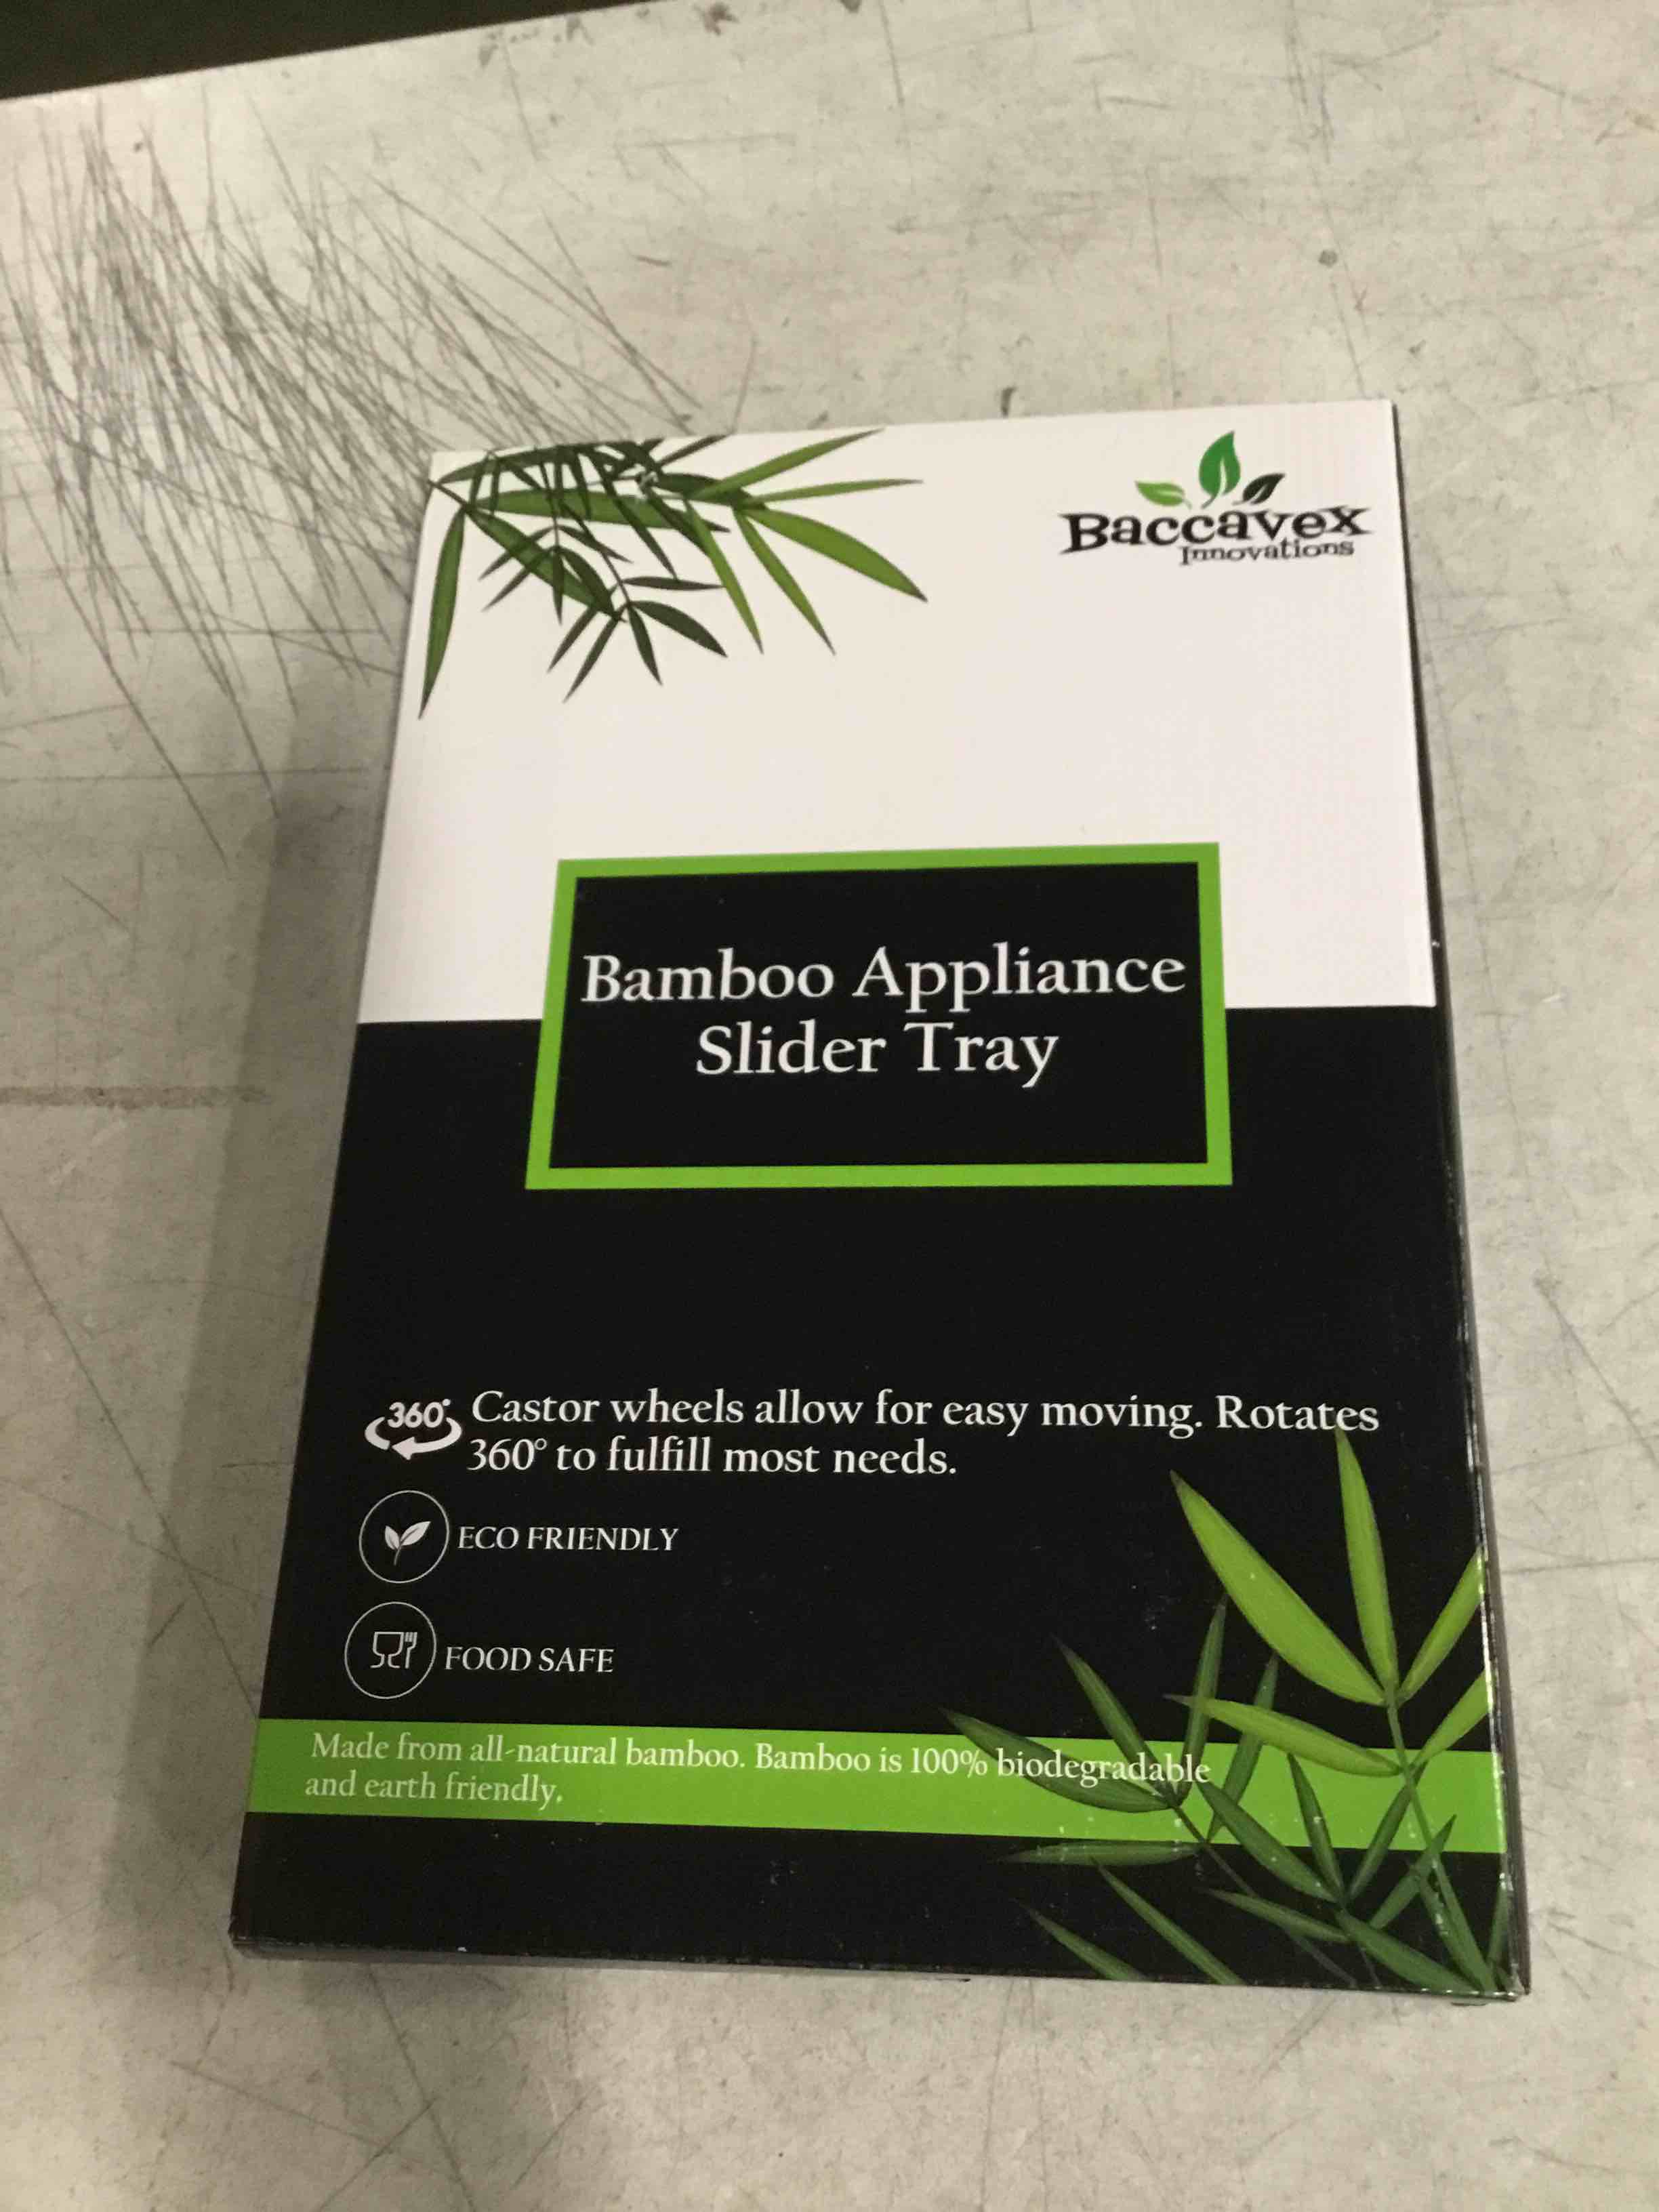 Baccavex
Innovations
Bamboo Appliance
Slider Tray
360° Castor wheels allow for easy moving. Rotates
360° to fulfill most needs.
ECO FRIENDLY
FOOD SAFE
Made from all-natural bamboo. Bamboo is 100% biodegradable
and earth friendly.